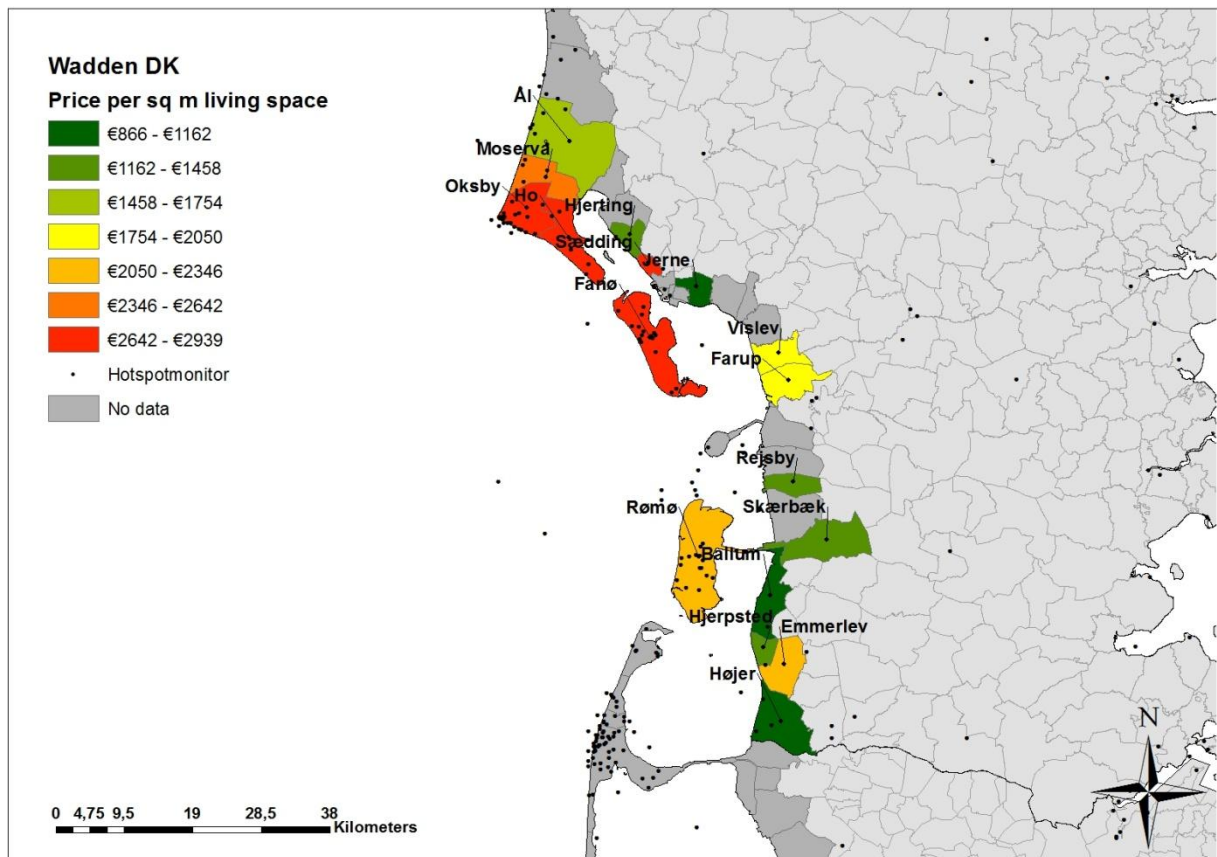 Wadden DK
Price per sq m living space
€866 - €1162
€1162 - €1458
€1458 - €1754
€1754 - €2050
€2050 - €2346
€2346 - €2642
€2642 - €2939
Hotspotmonitor
No data
Ål
Moservå
Oksby
Ho
Hjerting
Sædding
Jerne
Fanø
Vislev
Farup
Rejsby
Skærbæk
Rømø
Ballum
Hjerpsted
Emmerlev
Højer
N
0 4,75 9,5 19 28,5 38
Kilometers